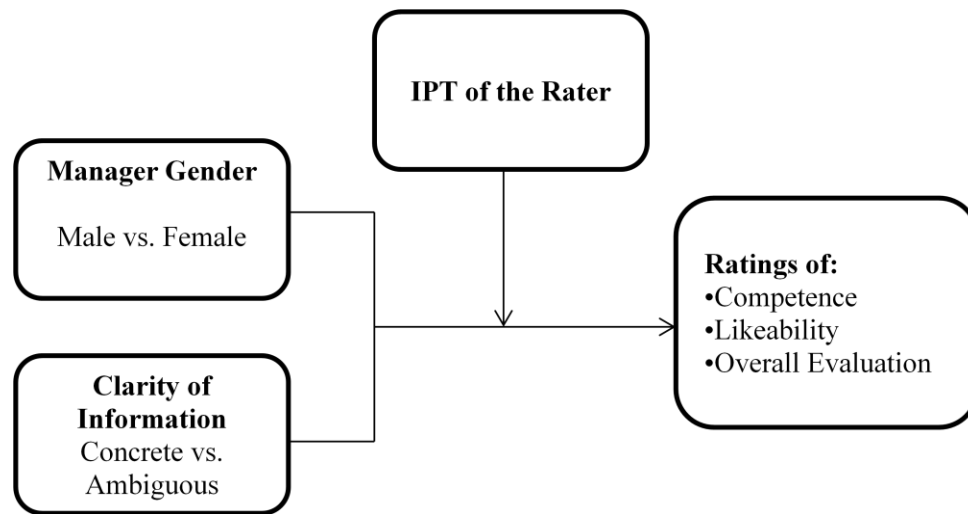 IPT of the Rater
Manager Gender
Male vs. Female
Clarity of
Information
Concrete vs.
Ambiguous
Ratings of:
•Competence
•Likeability
•Overall Evaluation